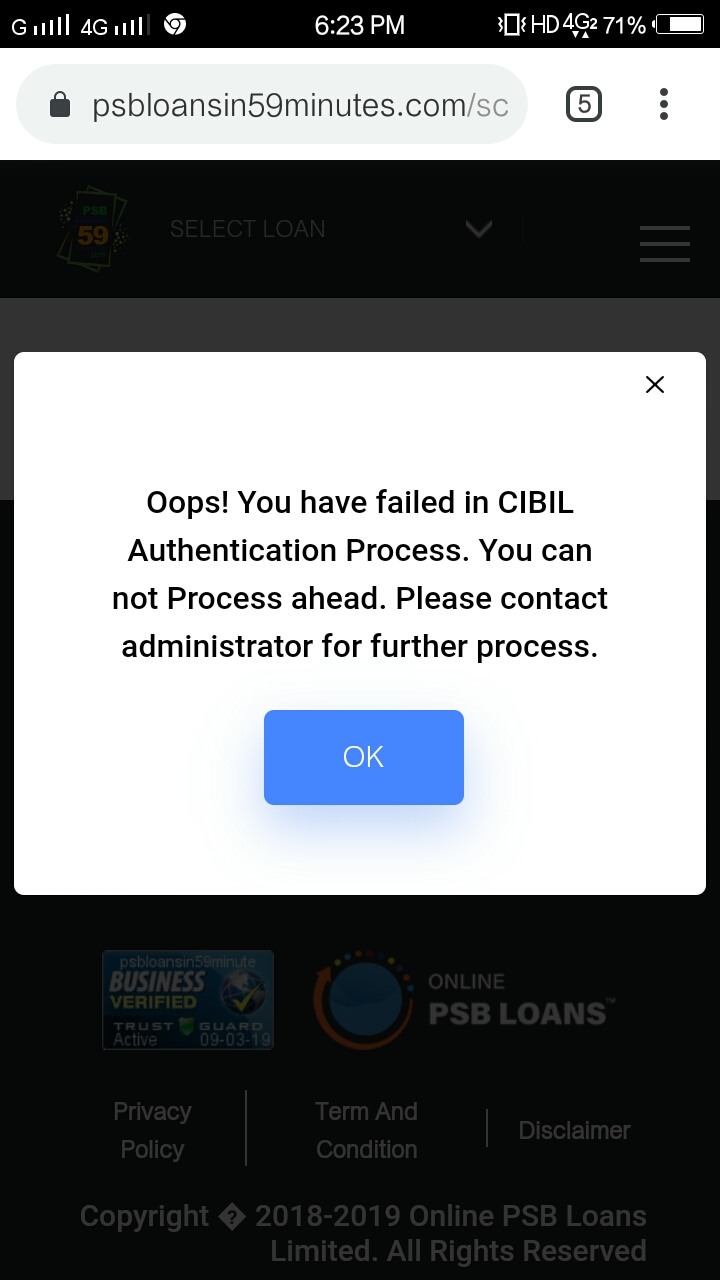 G 4G 6:23 PM HD 4G2 71%
psbloansin59minutes.com/sc 5
PSB
59
.com
SELECT LOAN
Oops! You have failed in CIBIL
Authentication Process. You can
not Process ahead. Please contact
administrator for further process.
OK
psbloansin59minute
BUSINESS
VERIFIED
TRUST GUARD
Active 09-03-19
ONLINE
PSB LOANS™
Privacy
Policy
Term And
Condition
Disclaimer
Copyright � 2018-2019 Online PSB Loans
Limited. All Rights Reserved